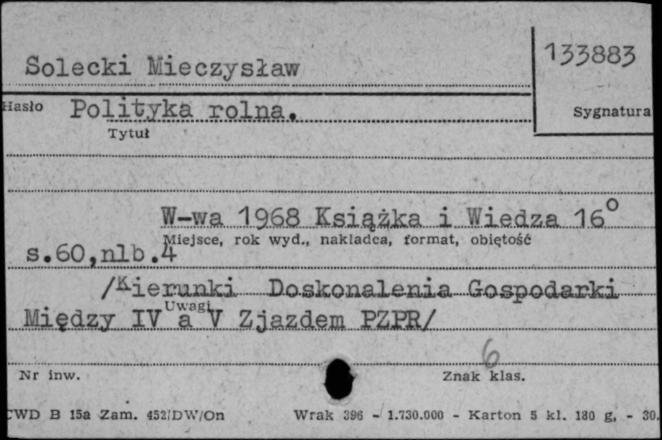 133883
Solecki Mieczysław
Hasło Polityka rolna. Sygnatura
Tytuł
W-wa 1968 Książka i Wiedza 16°
Miejsce, rok wyd., nakładca, format, objętość
s.60,nlb.4
/Kierunki Doskonalenia Gospodarki
Uwagi
Między IV a V Zjazdem PZPR/
6
Nr inw. Znak klas.
CWD B 15a Zam. 452/DW/On Wrak 396 - 1.730.000 - Karton 5 kl. 180 g, - 30.